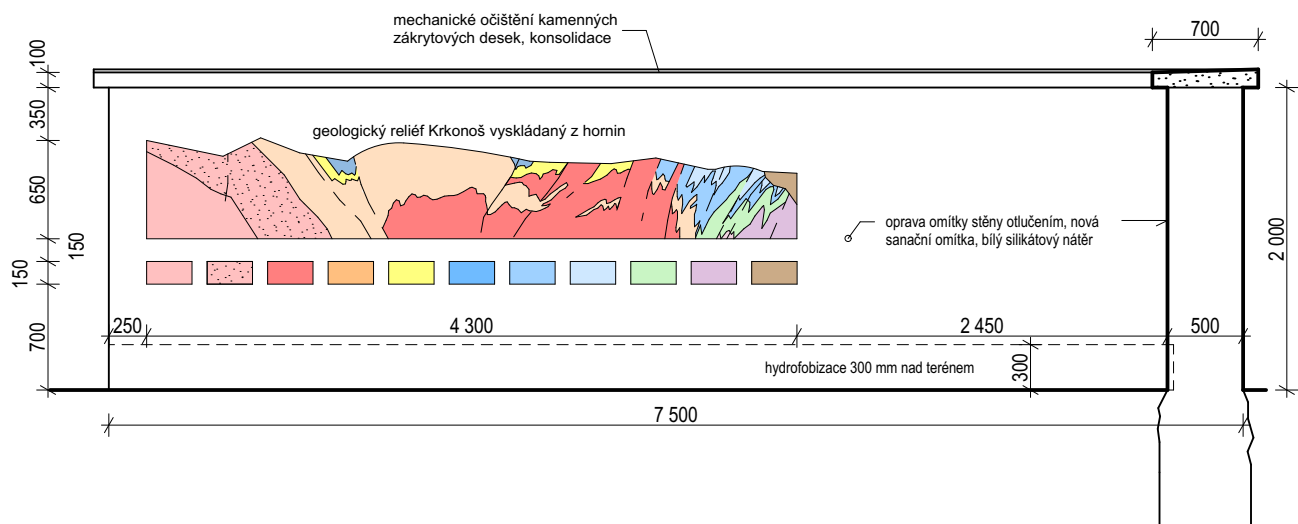 mechanické očištění kamenných
zákrytových desek, konsolidace
700
100
350
geologický reliéf Krkonoš vyskládaný z hornin
650
150
150
oprava omítky stěny otlučením, nová
sanační omítka, bílý silikátový nátěr
2 000
250
4 300
2 450
500
700
hydrofobizace 300 mm nad terénem
300
7 500